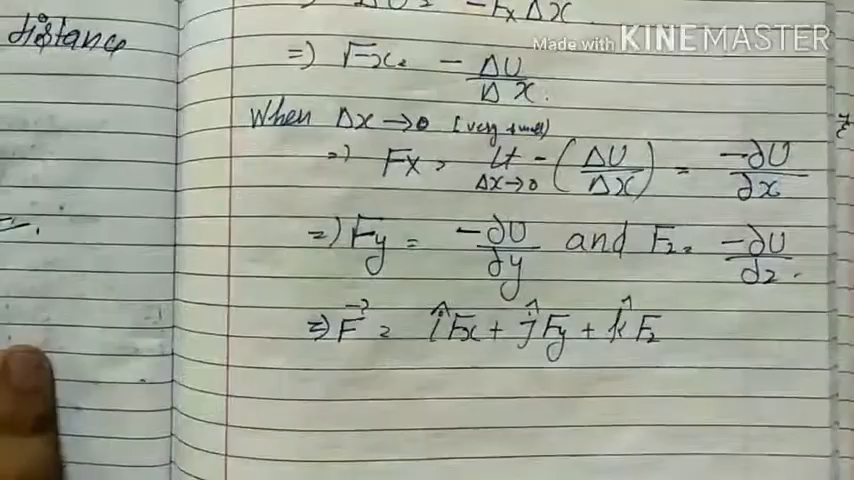 distance
=) ΔU = -Fx Δx.
Made with KINEMASTER
=) Fx = - ΔU/Δx.
When Δx → 0 (very small)
=) Fx = Lt Δx→0 -(ΔU/Δx) = -∂U/∂x
=) Fy = -∂U/∂y and Fz = -∂U/∂z.
=) F⃗ = îFx + ĵFy + k̂Fz